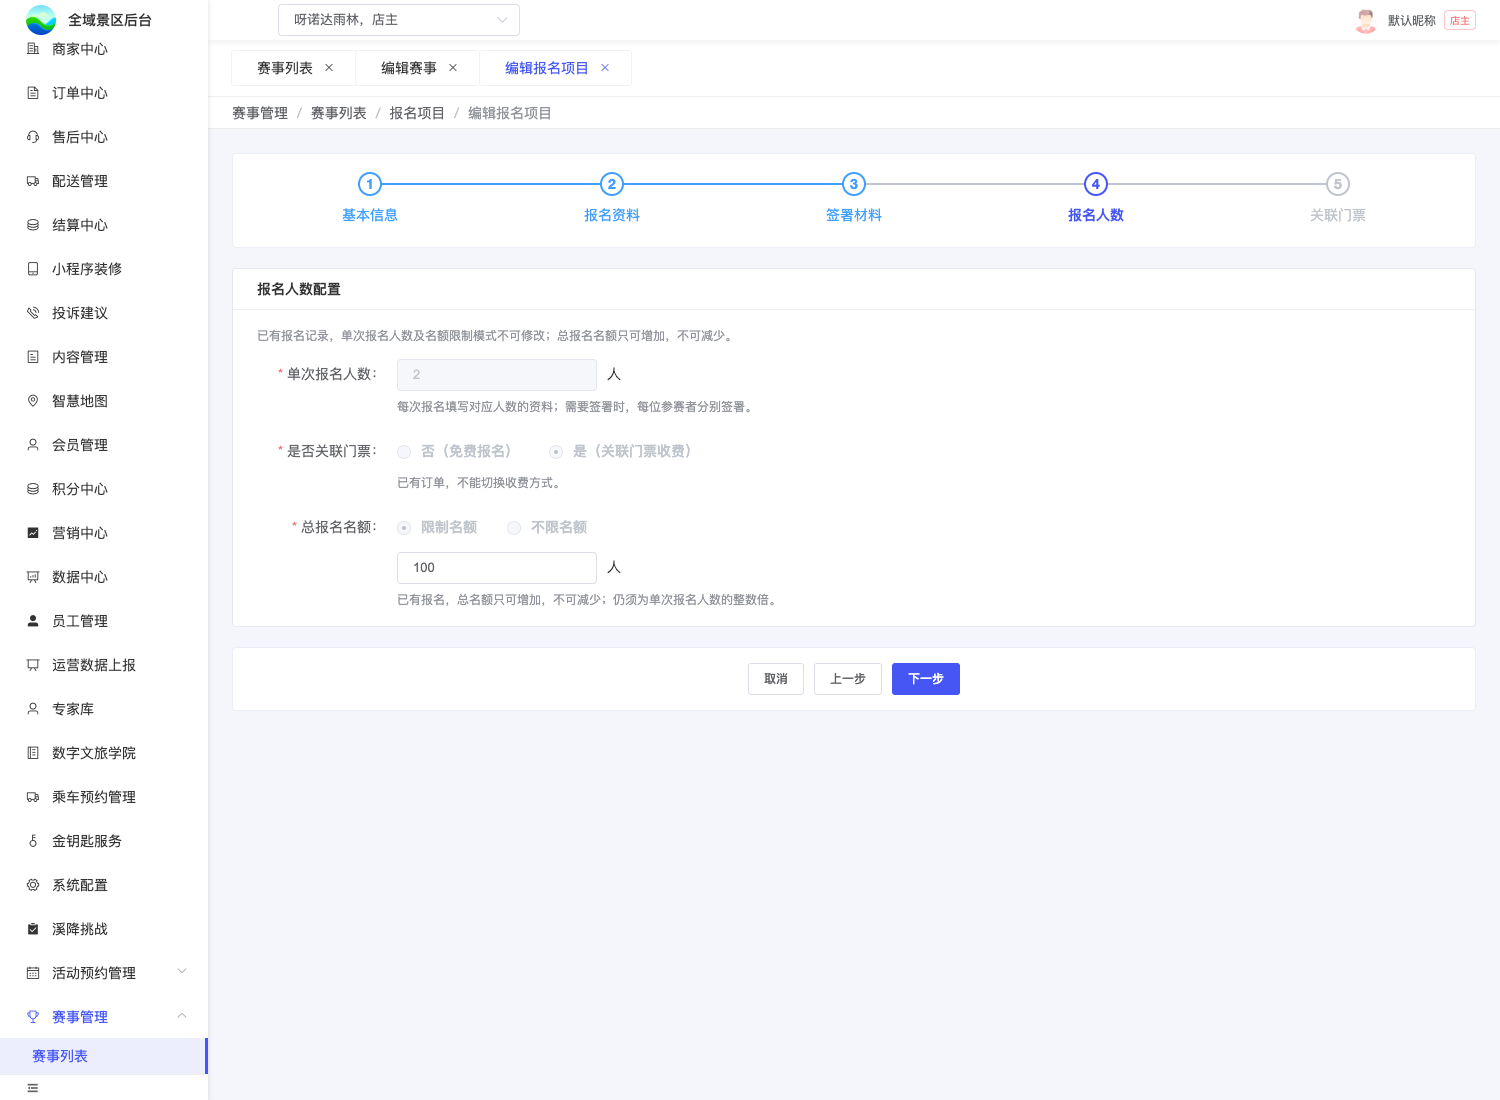 全域景区后台
呀诺达雨林，店主
默认昵称 店主
商家中心
订单中心
售后中心
配送管理
结算中心
小程序装修
投诉建议
内容管理
智慧地图
会员管理
积分中心
营销中心
数据中心
员工管理
运营数据上报
专家库
数字文旅学院
乘车预约管理
金钥匙服务
系统配置
溪降挑战
活动预约管理
赛事管理
赛事列表
赛事列表 × 编辑赛事 × 编辑报名项目 ×
赛事管理 / 赛事列表 / 报名项目 / 编辑报名项目
1 2 3 4 5
基本信息 报名资料 签署材料 报名人数 关联门票
报名人数配置
已有报名记录，单次报名人数及名额限制模式不可修改；总报名名额只可增加，不可减少。
* 单次报名人数： 2 人
每次报名填写对应人数的资料；需要签署时，每位参赛者分别签署。
* 是否关联门票： 否（免费报名） 是（关联门票收费）
已有订单，不能切换收费方式。
* 总报名名额： 限制名额 不限名额
100 人
已有报名，总名额只可增加，不可减少；仍须为单次报名人数的整数倍。
取消 上一步 下一步